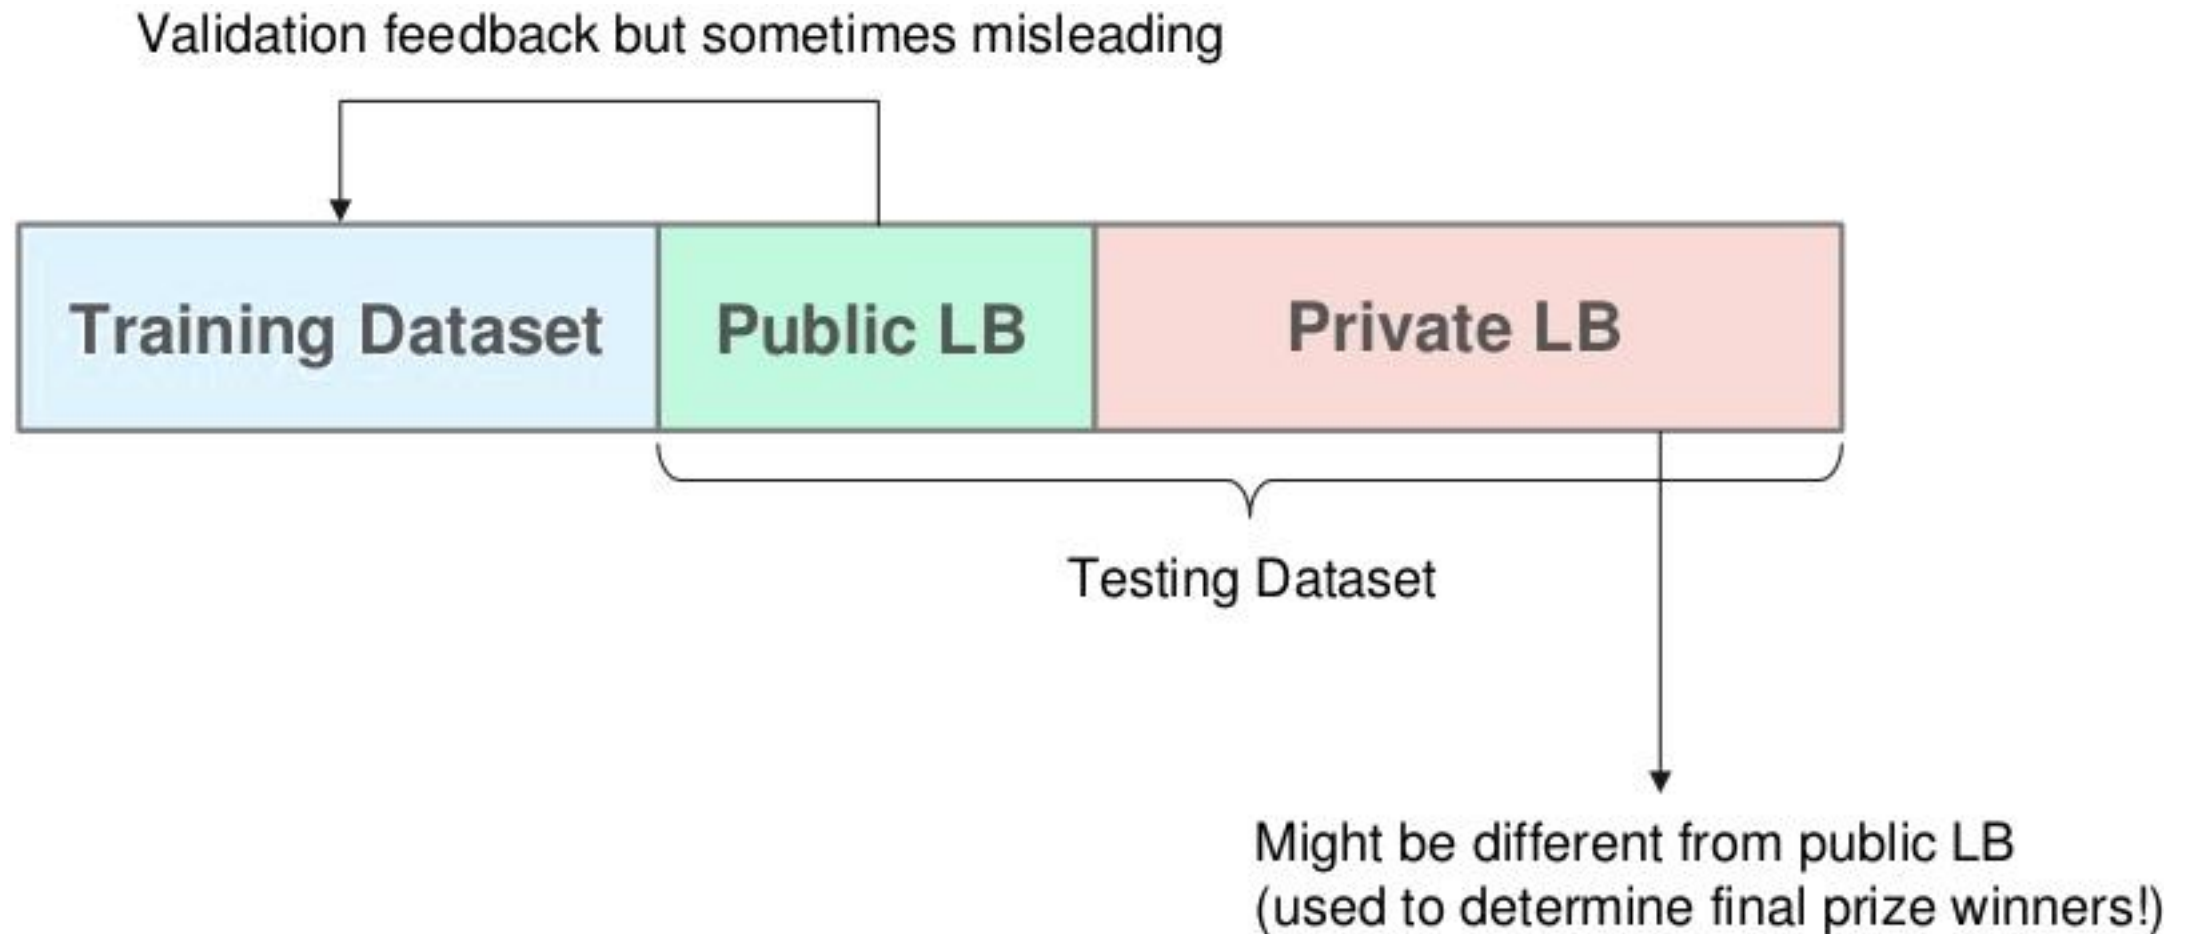 Validation feedback but sometimes misleading
Training Dataset
Public LB
Private LB
Testing Dataset
Might be different from public LB
(used to determine final prize winners!)